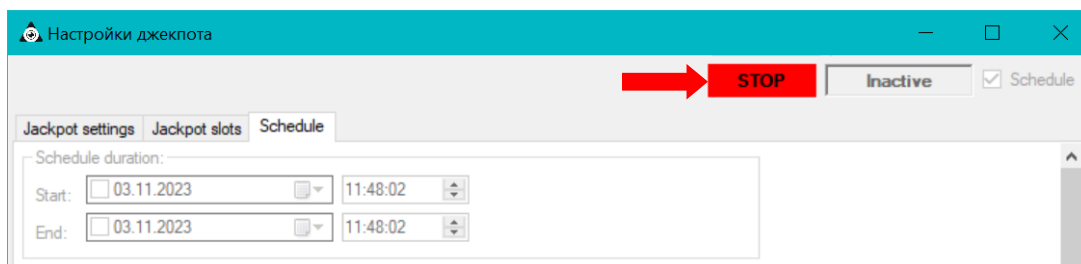 Настройки джекпота
STOP Inactive Schedule
Jackpot settings Jackpot slots Schedule
Schedule duration:
Start: 03.11.2023 11:48:02
End: 03.11.2023 11:48:02